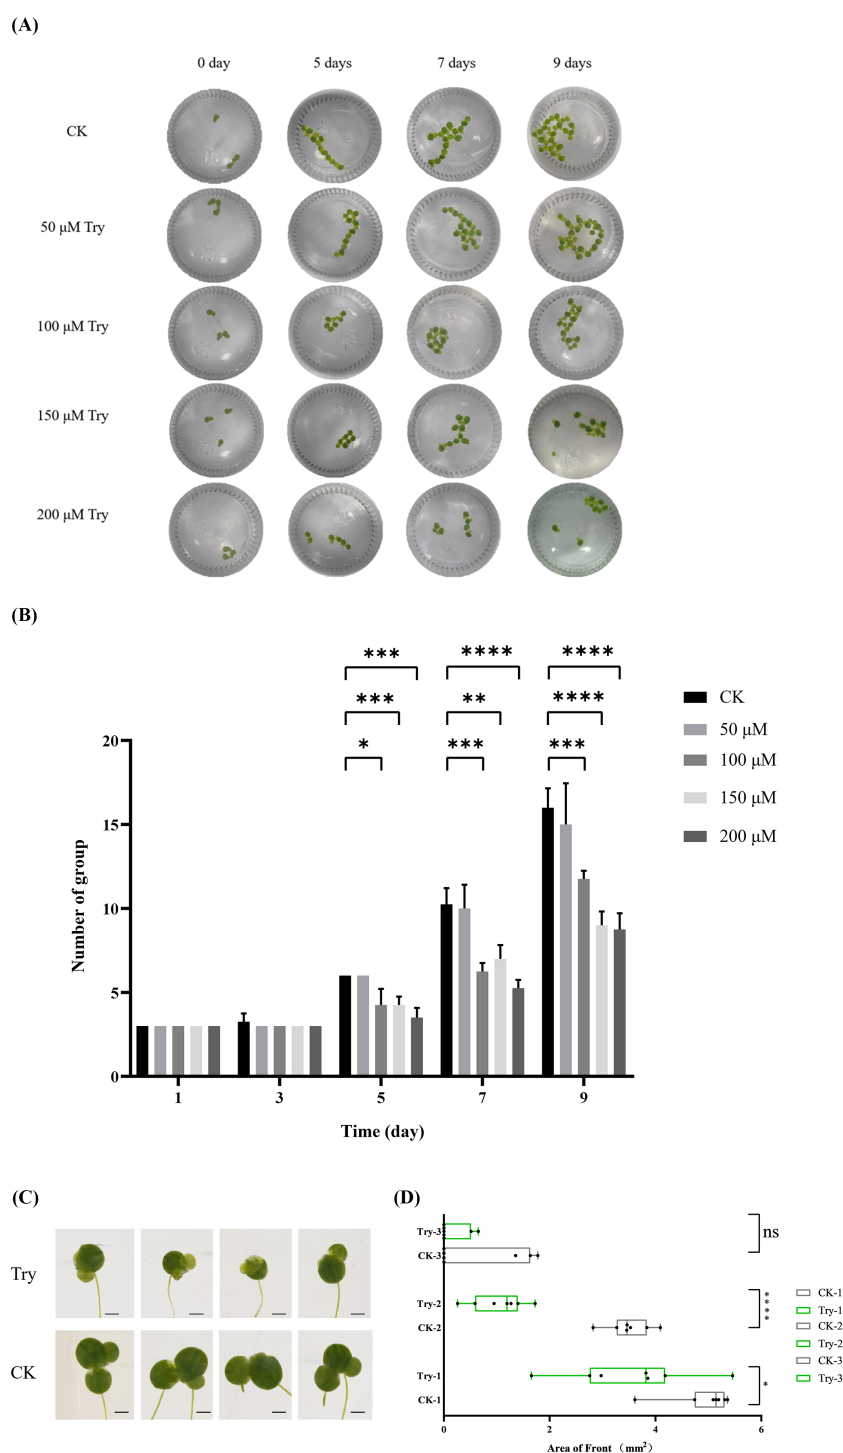 (A)
0 day 5 days 7 days 9 days
CK
50 μM Try
100 μM Try
150 μM Try
200 μM Try
(B)
*** **** ****
*** ** ****
* *** ***
CK
50 μM
100 μM
150 μM
200 μM
20
15
10
5
0
Number of group
1 3 5 7 9
Time (day)
(C)
Try
CK
(D)
Try-3
CK-3
ns
Try-2
CK-2
****
Try-1
CK-1
*
0 2 4 6
Area of Front （mm²）
CK-1
Try-1
CK-2
Try-2
CK-3
Try-3